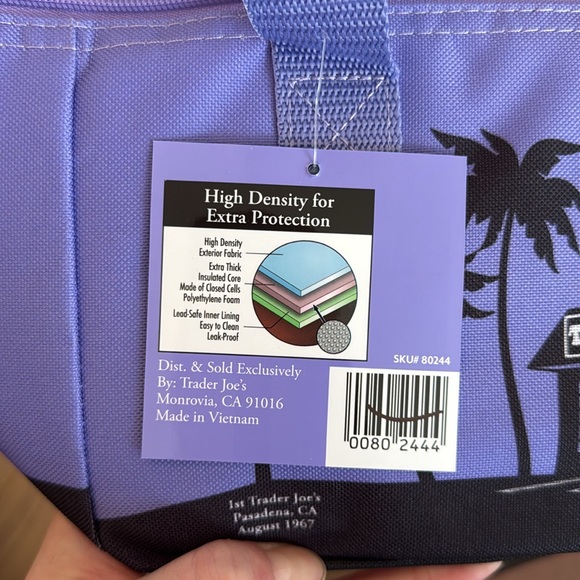 High Density for
Extra Protection
High Density
Exterior Fabric
Extra Thick
Insulated Core
Made of Closed Cells
Polyethylene Foam
Lead-Safe Inner Lining
Easy to Clean
Leak-Proof
SKU# 80244
Dist. & Sold Exclusively
By: Trader Joe's
Monrovia, CA 91016
Made in Vietnam
0080 2444
1st Trader Joe's
Pasadena, CA
August 1967